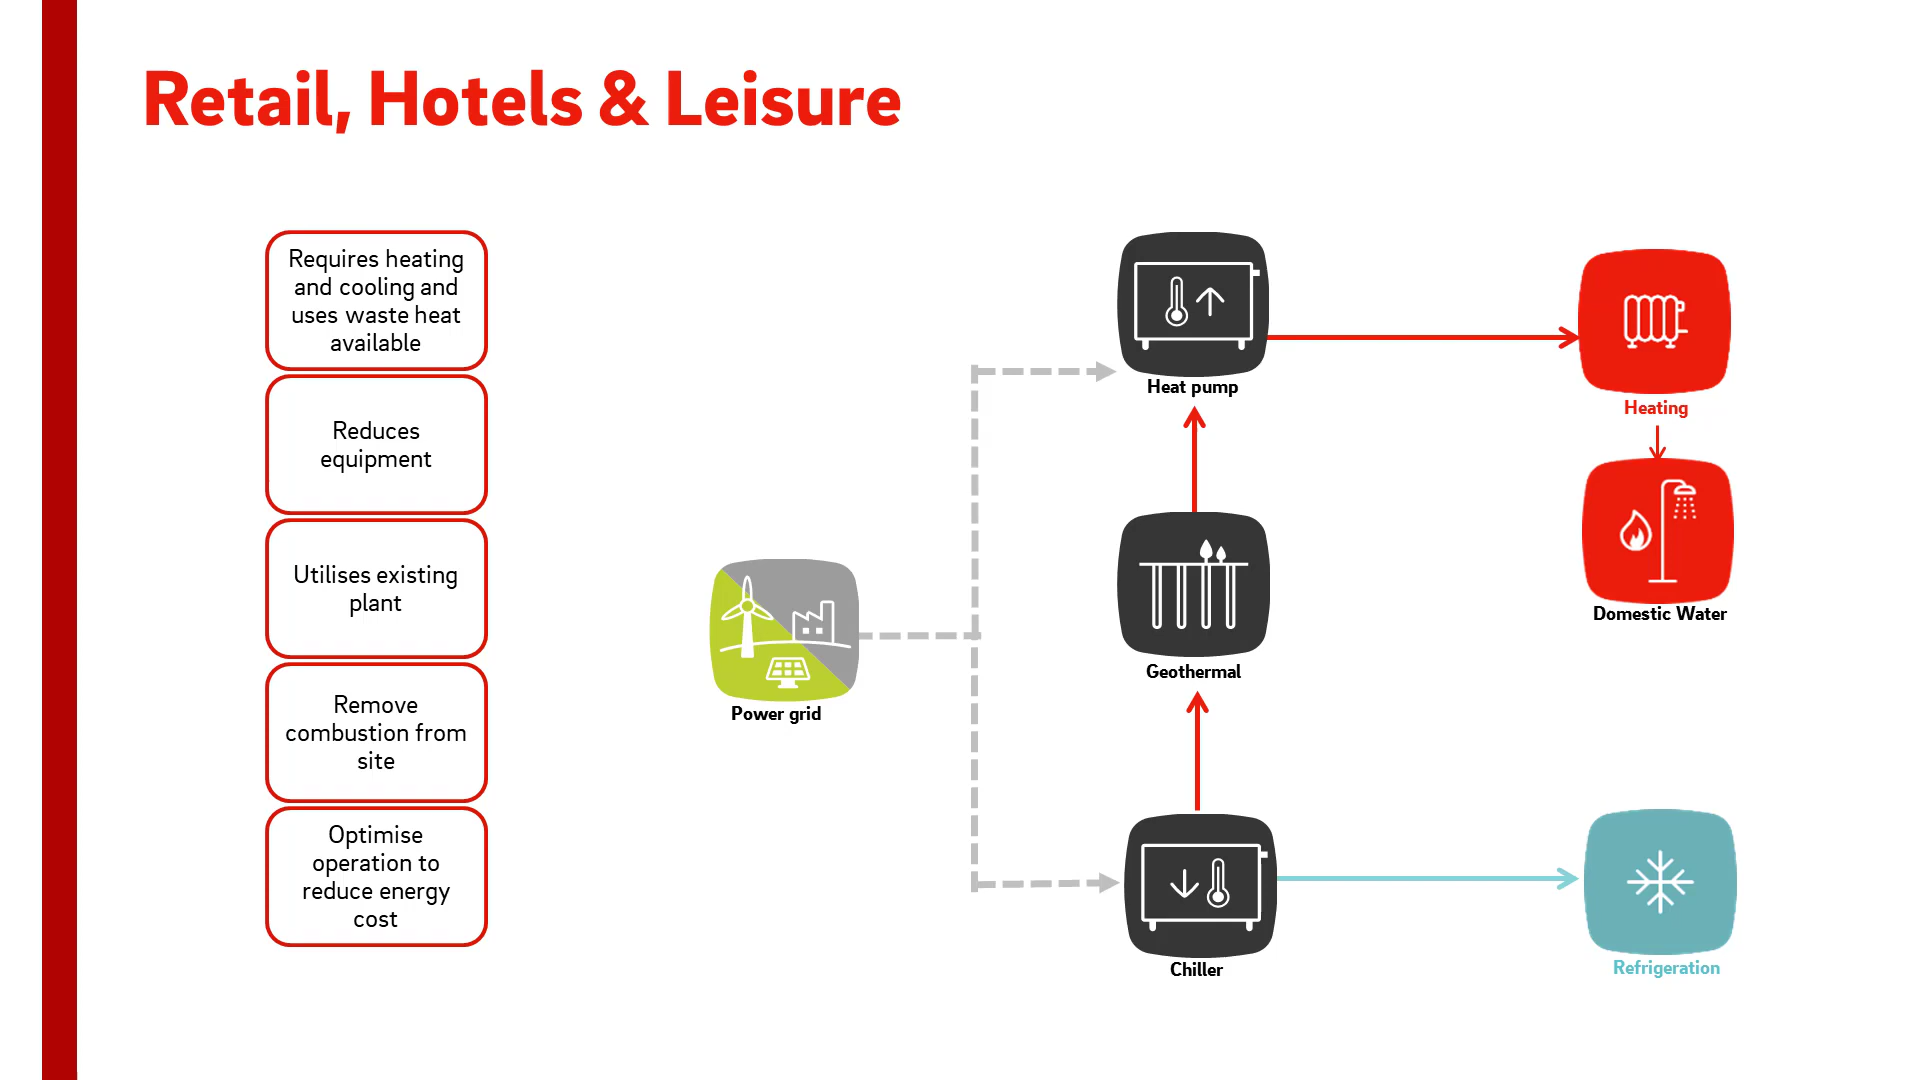 Retail, Hotels & Leisure
Requires heating
and cooling and
uses waste heat
available
Reduces
equipment
Utilises existing
plant
Remove
combustion from
site
Optimise
operation to
reduce energy
cost
Power grid
Heat pump
Geothermal
Chiller
Heating
Domestic Water
Refrigeration